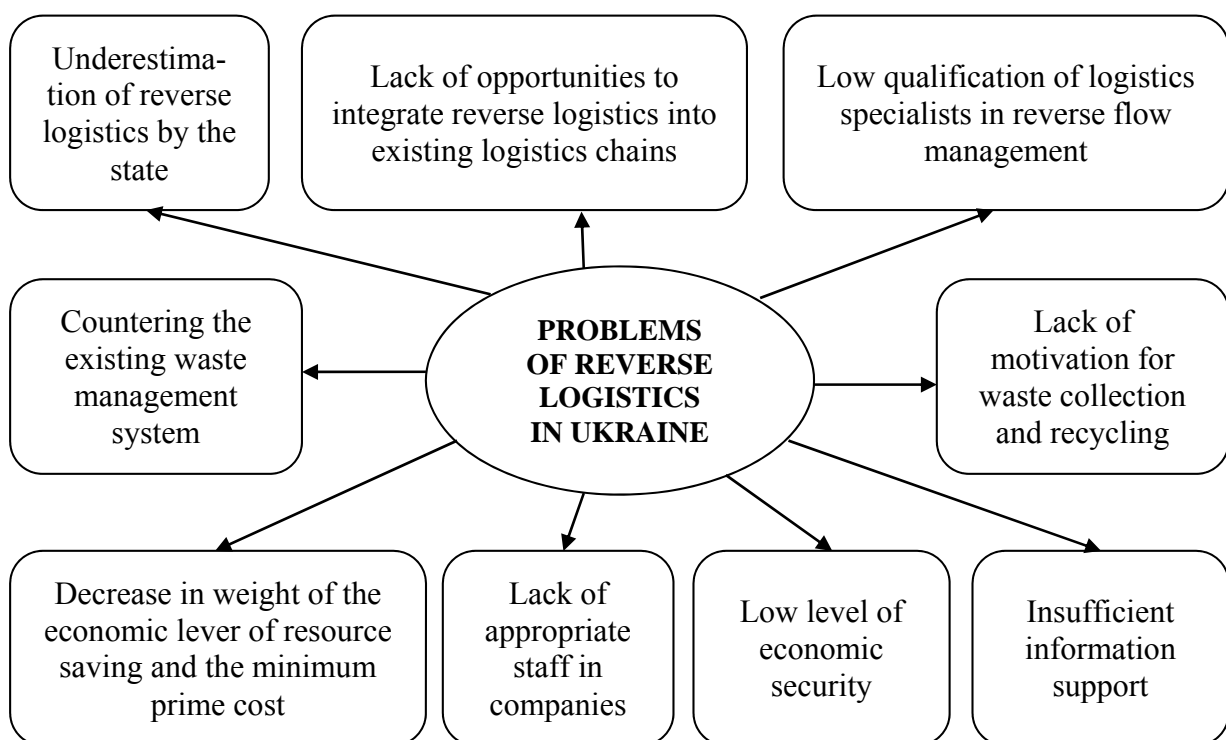 Underestima-
tion of reverse
logistics by the
state
Lack of opportunities to
integrate reverse logistics into
existing logistics chains
Low qualification of logistics
specialists in reverse flow
management
Countering the
existing waste
management
system
PROBLEMS
OF REVERSE
LOGISTICS
IN UKRAINE
Lack of
motivation for
waste collection
and recycling
Decrease in weight of the
economic lever of resource
saving and the minimum
prime cost
Lack of
appropriate
staff in
companies
Low level of
economic
security
Insufficient
information
support